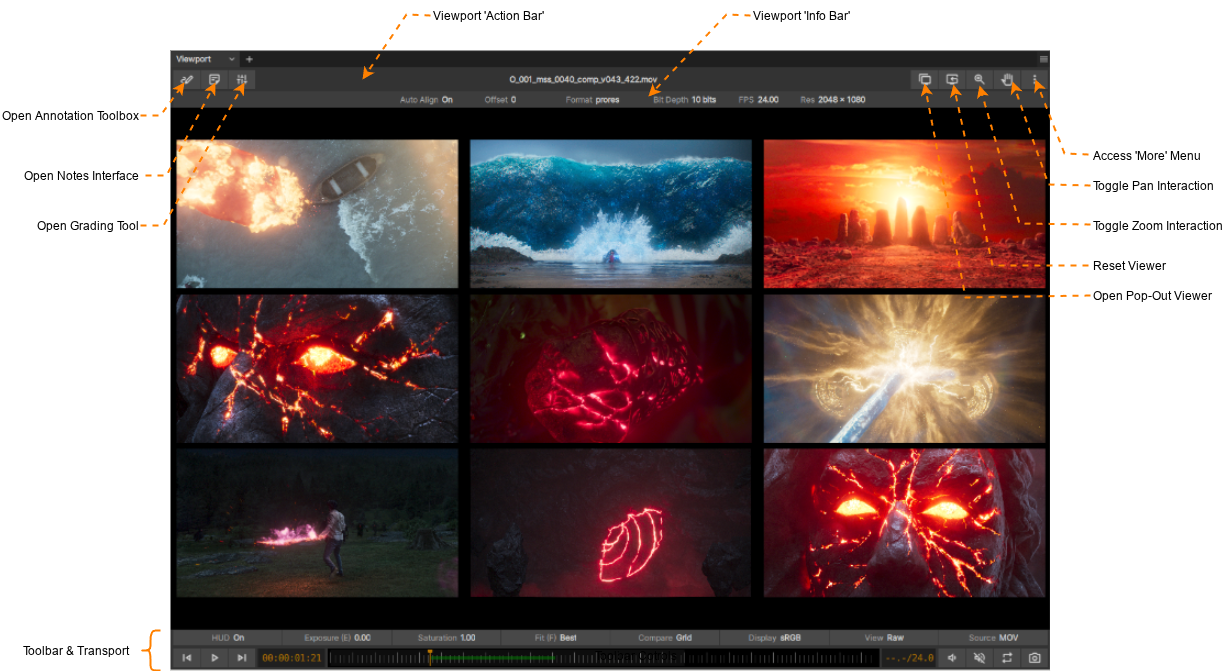 Viewport 'Action Bar'
Viewport 'Info Bar'
Viewport
O_001_mss_0040_comp_v043_422.mov
Auto Align On Offset 0 Format prores Bit Depth 10 bits FPS 24.00 Res 2048 × 1080
Open Annotation Toolbox
Open Notes Interface
Open Grading Tool
Access 'More' Menu
Toggle Pan Interaction
Toggle Zoom Interaction
Reset Viewer
Open Pop-Out Viewer
HUD On Exposure (E) 0.00 Saturation 1.00 Fit (F) Best Compare Grid Display sRGB View Raw Source MOV
Toolbar & Transport
00:00:01:21
--.-/24.0